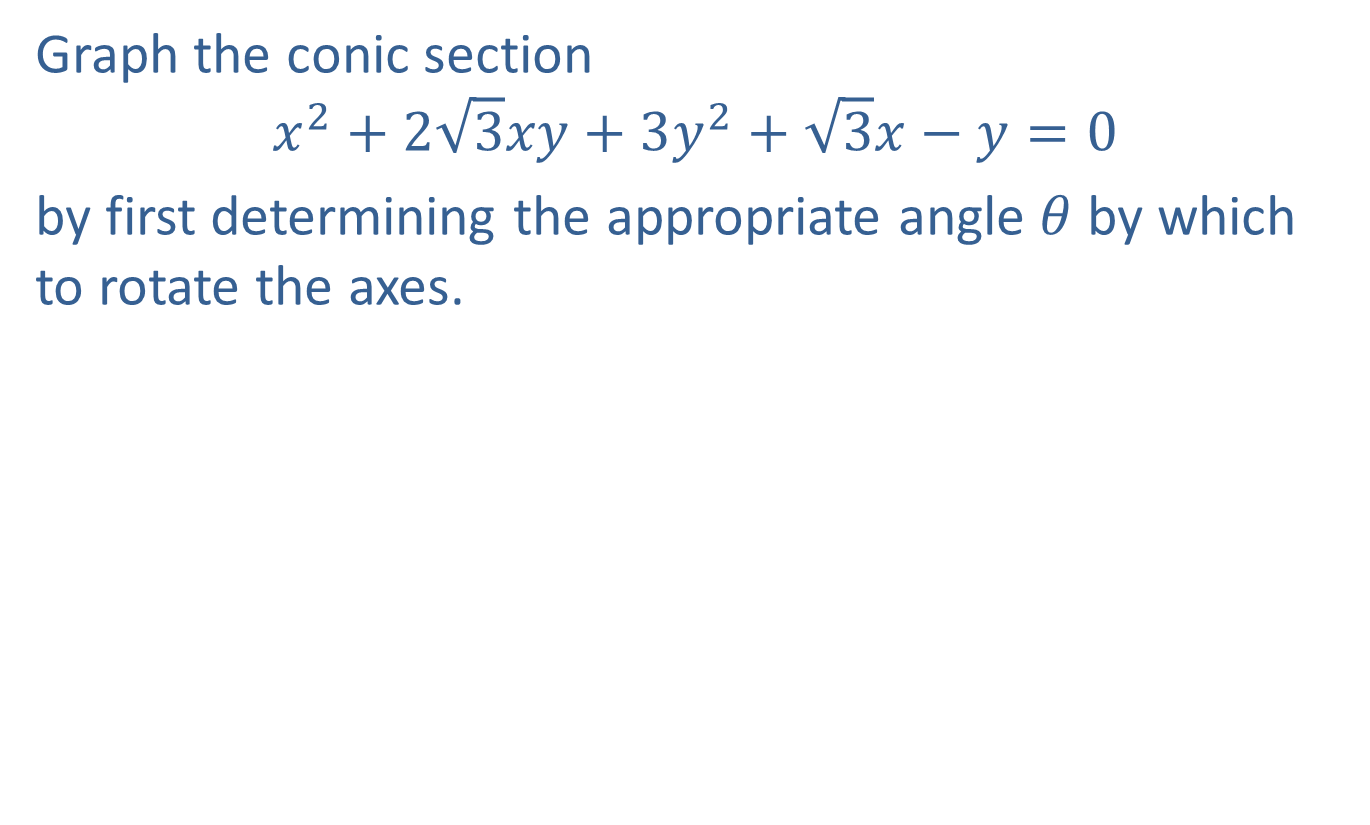 Graph the conic section
𝑥² + 2√3𝑥𝑦 + 3𝑦² + √3𝑥 − 𝑦 = 0
by first determining the appropriate angle 𝜃 by which
to rotate the axes.